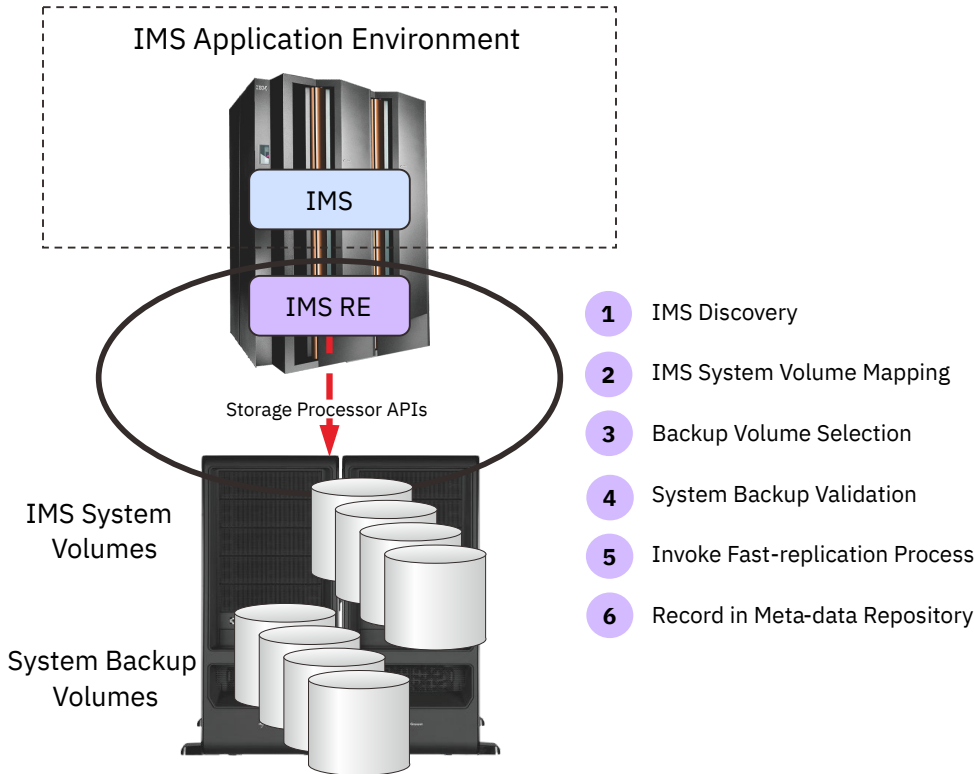 IMS Application Environment
IBM
IMS
IMS RE
Storage Processor APIs
IMS System
Volumes
System Backup
Volumes
1 IMS Discovery
2 IMS System Volume Mapping
3 Backup Volume Selection
4 System Backup Validation
5 Invoke Fast-replication Process
6 Record in Meta-data Repository